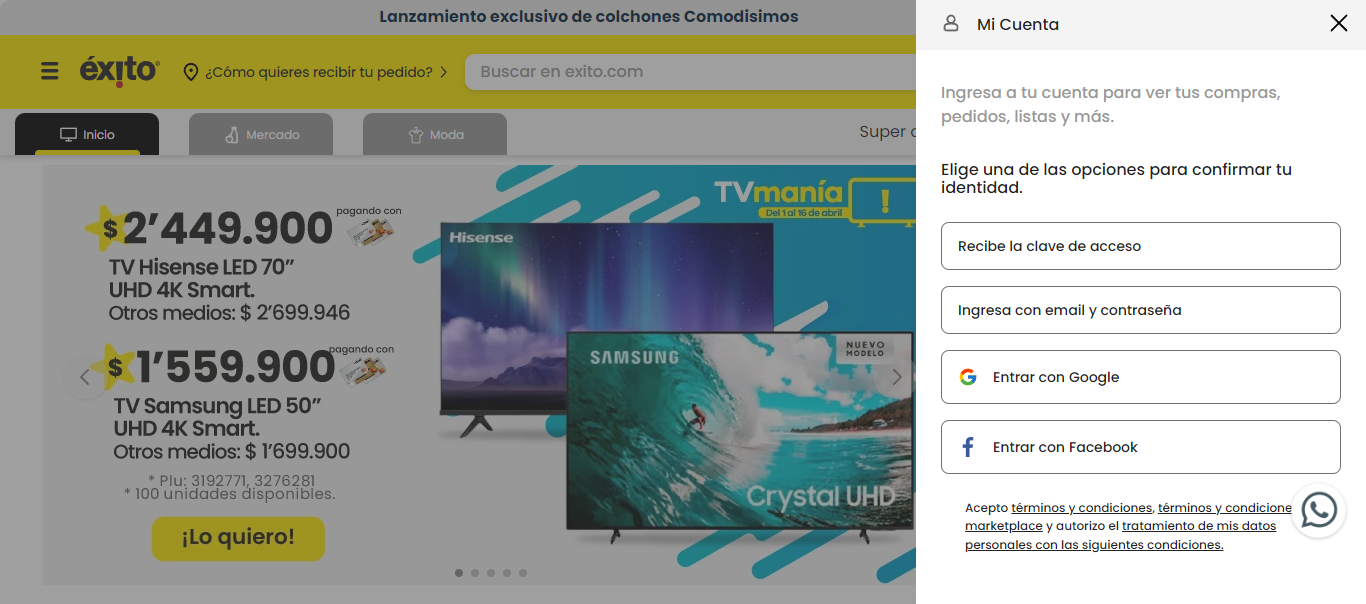 Lanzamiento exclusivo de colchones Comodisimos
Mi Cuenta
éxito
¿Cómo quieres recibir tu pedido?
Buscar en exito.com
Inicio
Mercado
Moda
Super
Ingresa a tu cuenta para ver tus compras,
pedidos, listas y más.
Elige una de las opciones para confirmar tu
identidad.
Recibe la clave de acceso
Ingresa con email y contraseña
Entrar con Google
Entrar con Facebook
Acepto términos y condiciones, términos y condicione
marketplace y autorizo el tratamiento de mis datos
personales con las siguientes condiciones.
TVmanía
Del 1 al 16 de abril
$2’449.900
pagando con
TV Hisense LED 70”
UHD 4K Smart.
Otros medios: $ 2’699.946
$1’559.900
pagando con
TV Samsung LED 50”
UHD 4K Smart.
Otros medios: $ 1’699.900
* Plu: 3192771, 3276281
* 100 unidades disponibles.
¡Lo quiero!
Hisense
SAMSUNG
NUEVO
MODELO
Crystal UHD